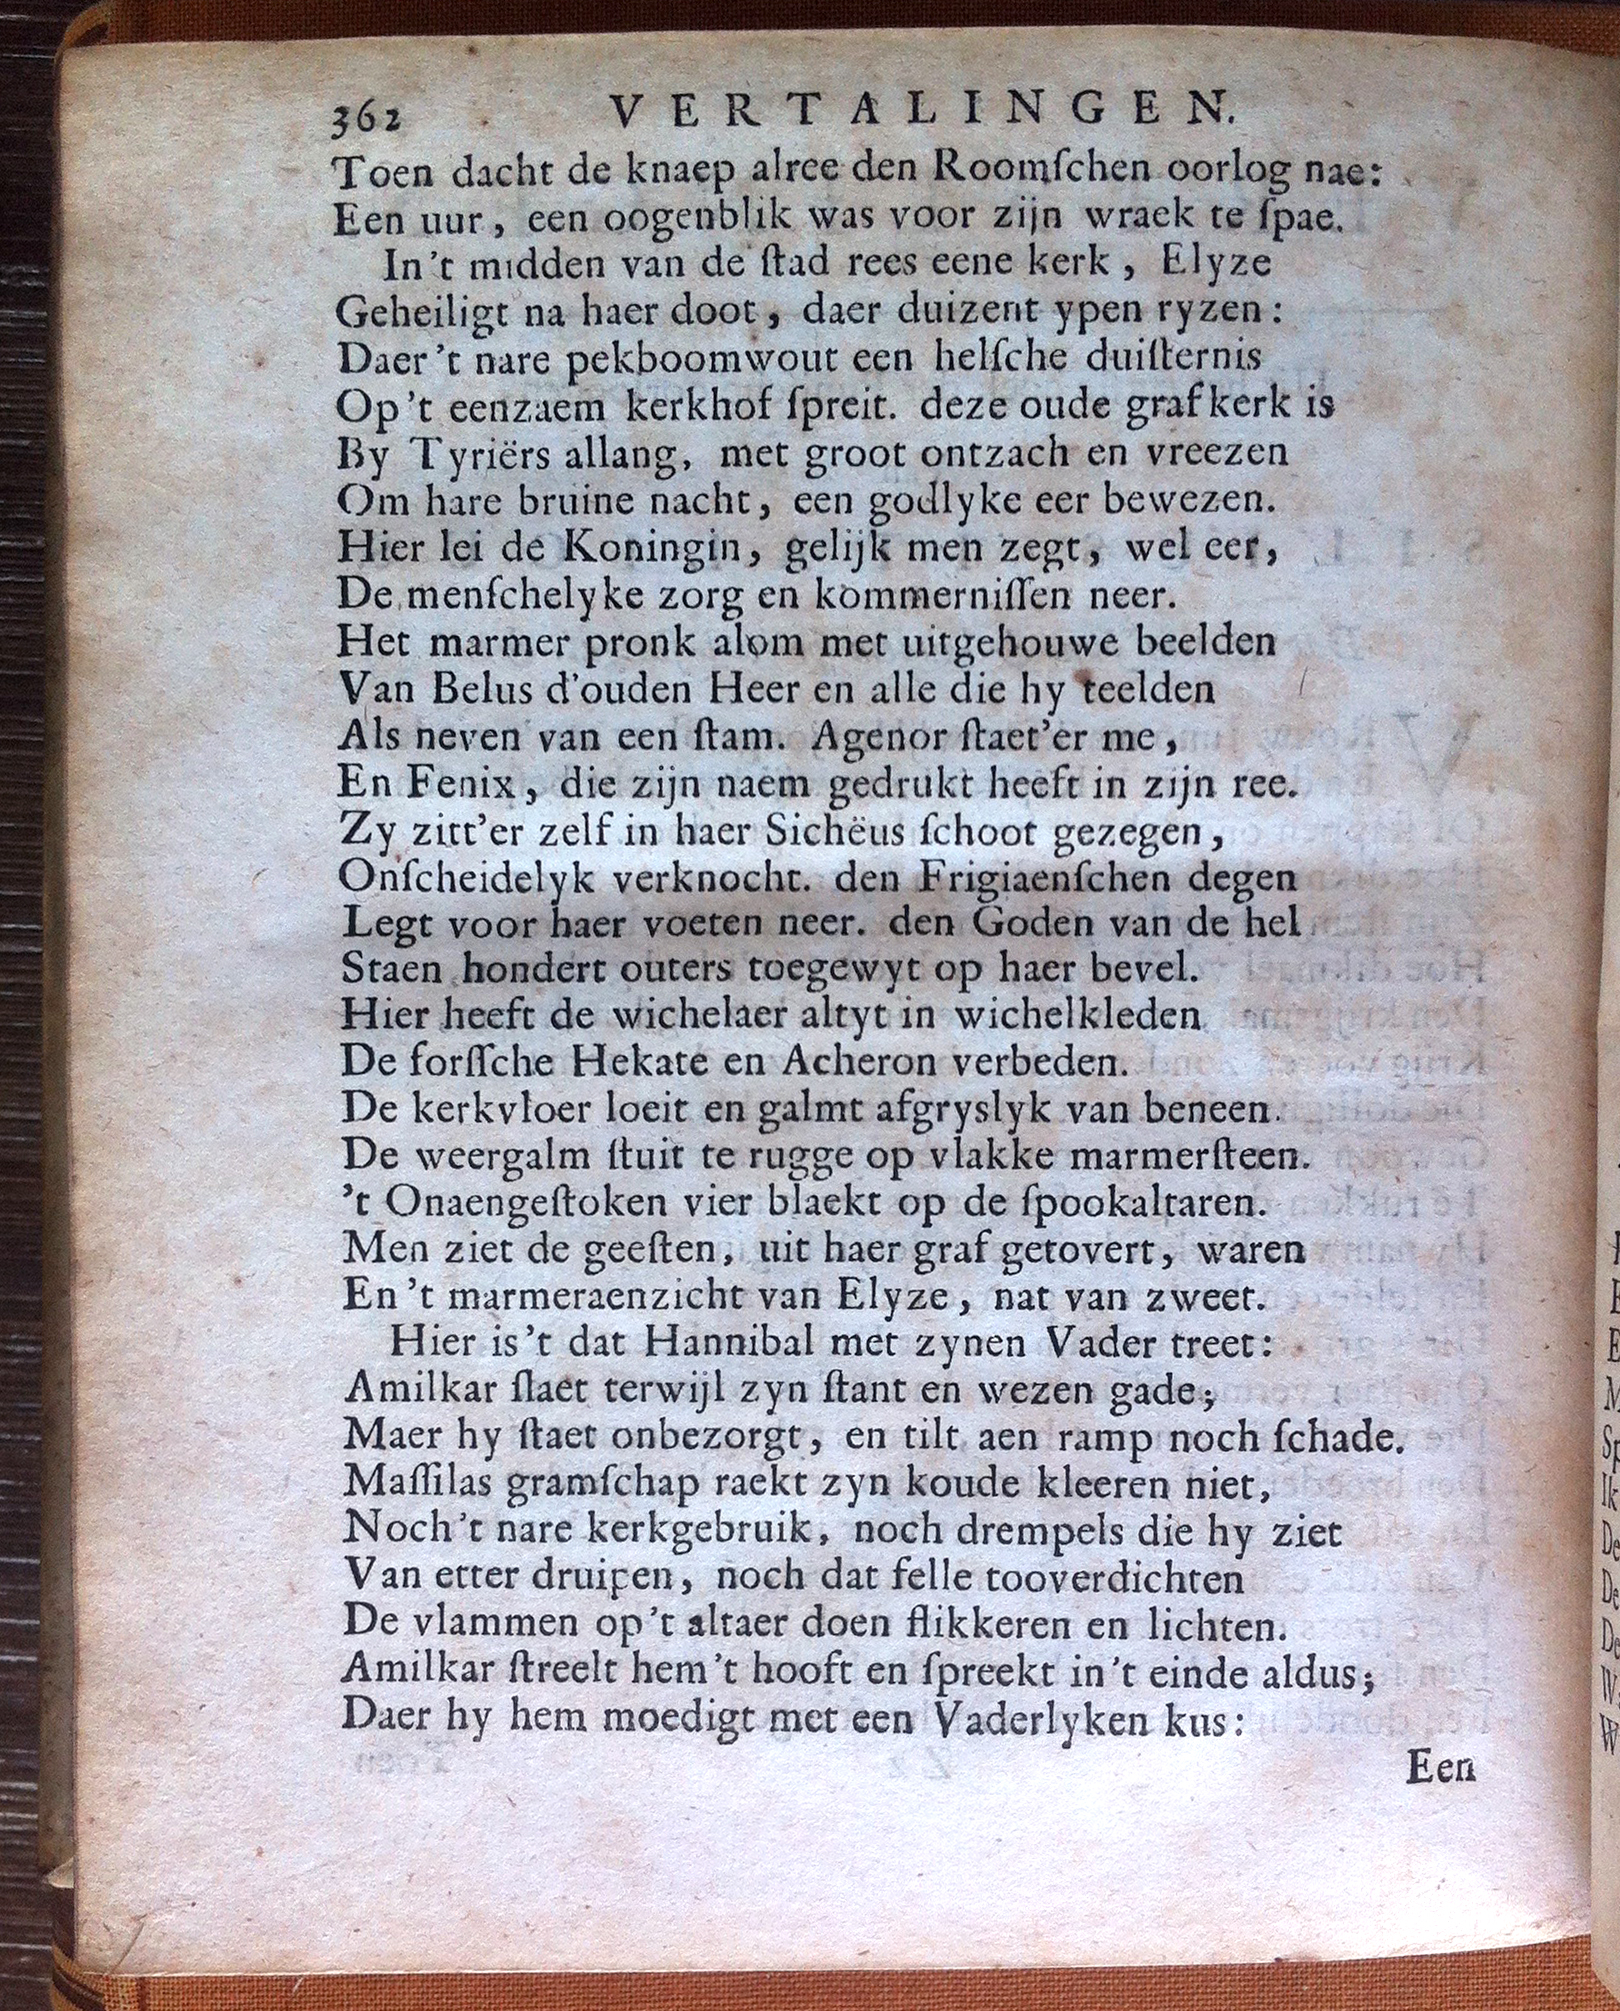 362 VERTALINGEN.
Toen dacht de knaep alree den Roomſchen oorlog nae:
Een uur, een oogenblik was voor zijn wraek te ſpae.
In't midden van de ſtad rees eene kerk, Elyze
Geheiligt na haer doot, daer duizent ypen ryzen:
Daer't nare pekboomwout een helſche duiſternis
Op't eenzaem kerkhof ſpreit. deze oude grafkerk is
By Tyriërs allang, met groot ontzach en vreezen
Om hare bruine nacht, een godlyke eer bewezen.
Hier lei de Koningin, gelijk men zegt, wel eer,
De menſchelyke zorg en kommerniſſen neer.
Het marmer pronk alom met uitgehouwe beelden
Van Belus d'ouden Heer en alle die hy teelden
Als neven van een ſtam. Agenor ſtaet'er me,
En Fenix, die zijn naem gedrukt heeft in zijn ree.
Zy zitt'er zelf in haer Sichëus ſchoot gezegen,
Onſcheidelyk verknocht. den Frigiaenſchen degen
Legt voor haer voeten neer. den Goden van de hel
Staen hondert outers toegewyt op haer bevel.
Hier heeft de wichelaer altyt in wichelkleden
De forſſche Hekate en Acheron verbeden.
De kerkvloer loeit en galmt afgryslyk van beneen.
De weergalm ſtuit te rugge op vlakke marmerſteen.
't Onaengeſtoken vier blaekt op de ſpookaltaren.
Men ziet de geeſten, uit haer graf getovert, waren
En't marmeraenzicht van Elyze, nat van zweet.
Hier is't dat Hannibal met zynen Vader treet:
Amilkar ſlaet terwijl zyn ſtant en wezen gade;
Maer hy ſtaet onbezorgt, en tilt aen ramp noch ſchade.
Maſſilas gramſchap raekt zyn koude kleeren niet,
Noch't nare kerkgebruik, noch drempels die hy ziet
Van etter druipen, noch dat felle tooverdichten
De vlammen op't altaer doen flikkeren en lichten.
Amilkar ſtreelt hem't hooft en ſpreekt in't einde aldus;
Daer hy hem moedigt met een Vaderlyken kus:
Een